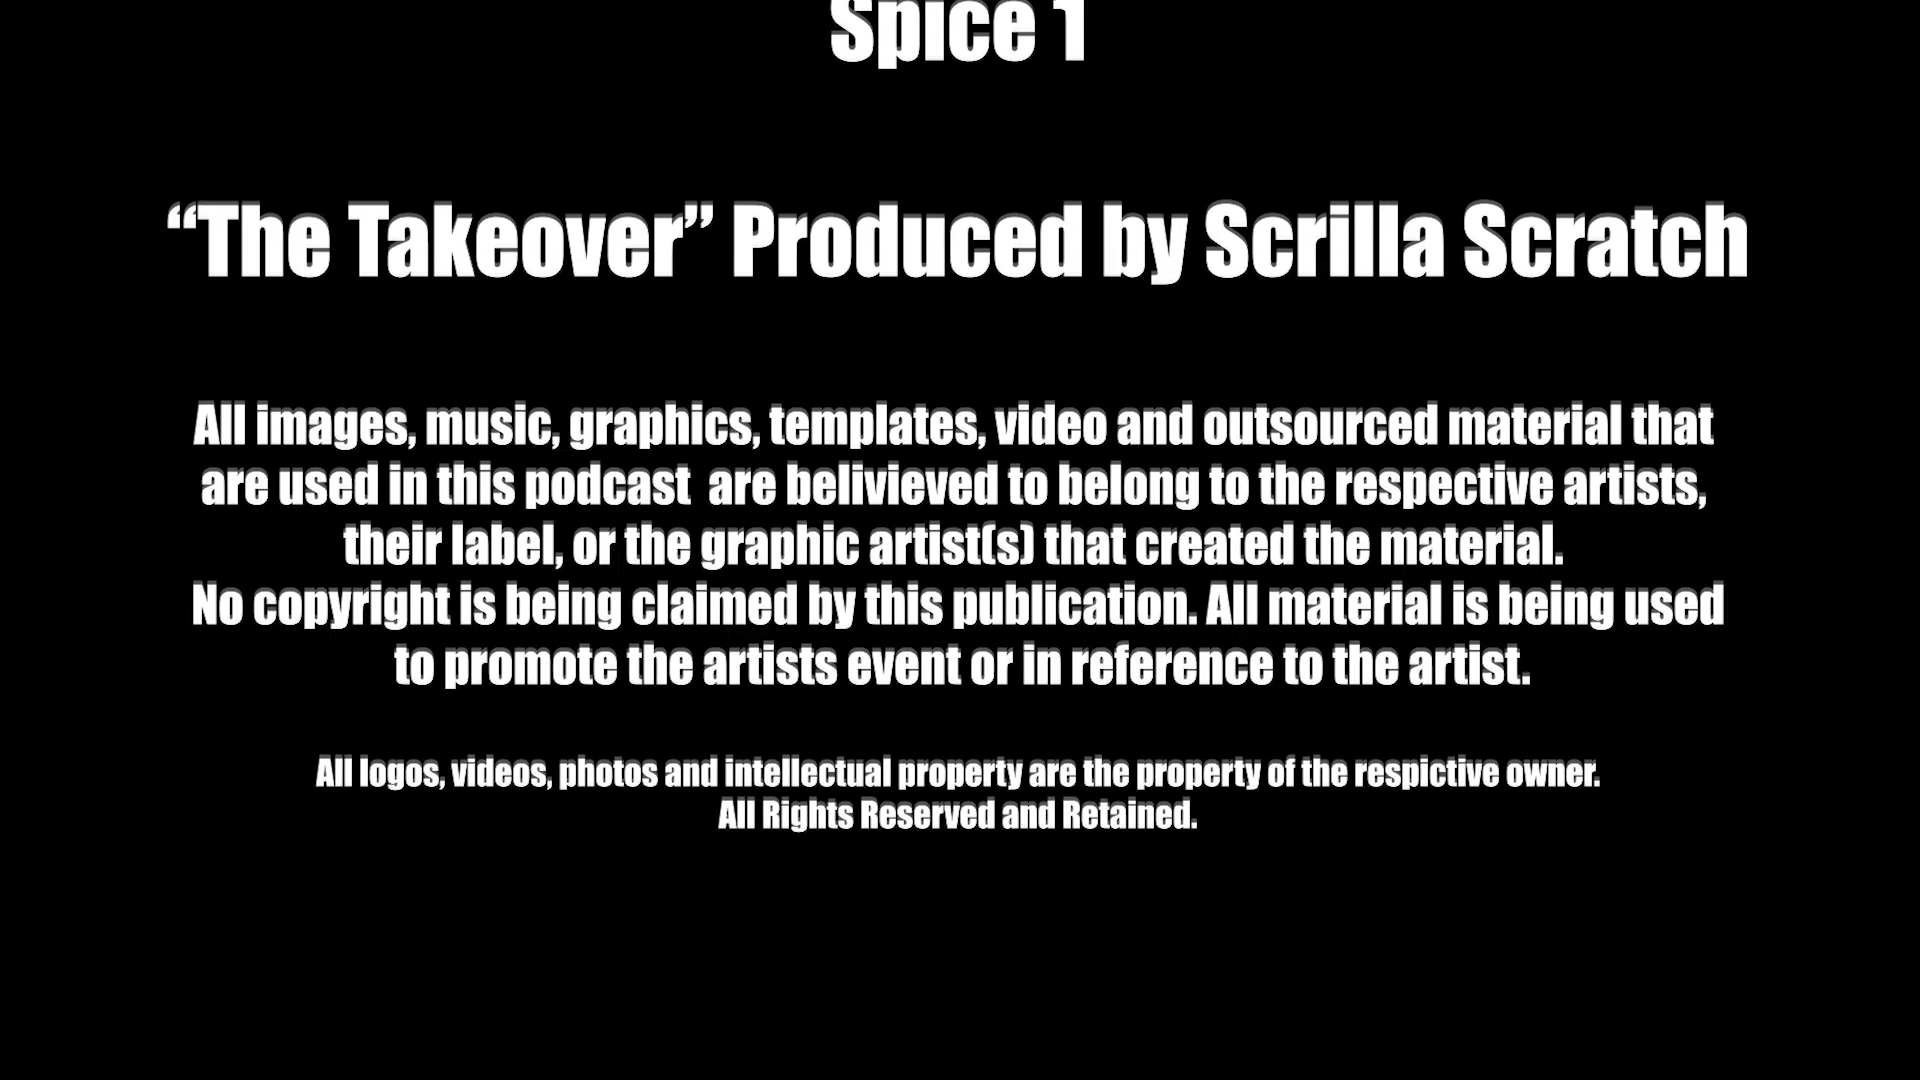 Spice 1
“The Takeover” Produced by Scrilla Scratch
All images, music, graphics, templates, video and outsourced material that
are used in this podcast are belivieved to belong to the respective artists,
their label, or the graphic artist(s) that created the material.
No copyright is being claimed by this publication. All material is being used
to promote the artists event or in reference to the artist.
All logos, videos, photos and intellectual property are the property of the respictive owner.
All Rights Reserved and Retained.